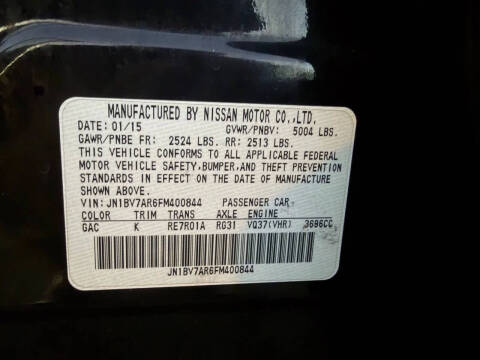 MANUFACTURED BY NISSAN MOTOR CO.,LTD.
DATE: 01/15 GVWR/PNBV: 5004 LBS.
GAWR/PNBE FR: 2524 LBS. RR: 2513 LBS.
THIS VEHICLE CONFORMS TO ALL APPLICABLE FEDERAL
MOTOR VEHICLE SAFETY,BUMPER,AND THEFT PREVENTION
STANDARDS IN EFFECT ON THE DATE OF MANUFACTURE
SHOWN ABOVE.
VIN: JN1BV7AR6FM400844 PASSENGER CAR
COLOR TRIM TRANS AXLE ENGINE
GAC K RE7R01A RG31 VQ37(VHR) 3696CC
JN1BV7AR6FM400844